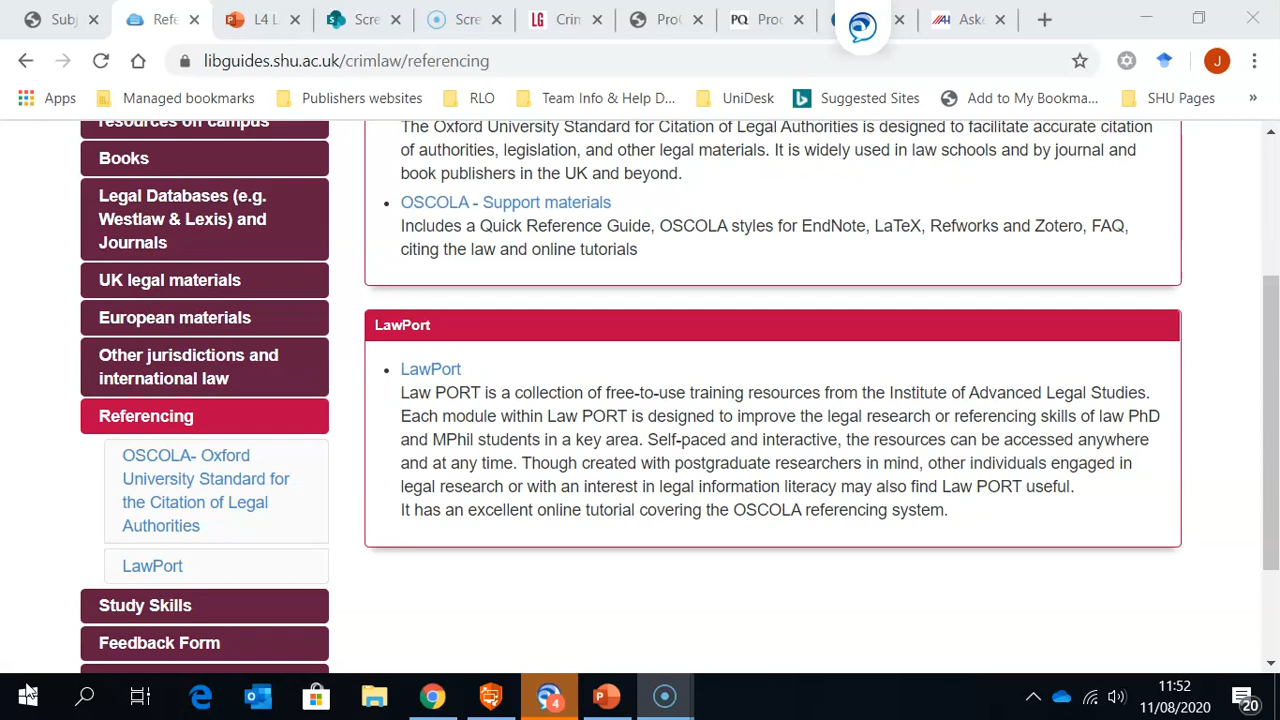 Subj
Refe
L4 L
Scre
Scre
LG Crim
ProQ
PQ Proc
Aske
libguides.shu.ac.uk/crimlaw/referencing
J
Apps
Managed bookmarks
Publishers websites
RLO
Team Info & Help D...
UniDesk
Suggested Sites
Add to My Bookma...
SHU Pages
»
resources on campus
Books
Legal Databases (e.g.
Westlaw & Lexis) and
Journals
UK legal materials
European materials
Other jurisdictions and
international law
Referencing
OSCOLA- Oxford
University Standard for
the Citation of Legal
Authorities
LawPort
Study Skills
Feedback Form
The Oxford University Standard for Citation of Legal Authorities is designed to facilitate accurate citation
of authorities, legislation, and other legal materials. It is widely used in law schools and by journal and
book publishers in the UK and beyond.
• OSCOLA - Support materials
Includes a Quick Reference Guide, OSCOLA styles for EndNote, LaTeX, Refworks and Zotero, FAQ,
citing the law and online tutorials
LawPort
• LawPort
Law PORT is a collection of free-to-use training resources from the Institute of Advanced Legal Studies.
Each module within Law PORT is designed to improve the legal research or referencing skills of law PhD
and MPhil students in a key area. Self-paced and interactive, the resources can be accessed anywhere
and at any time. Though created with postgraduate researchers in mind, other individuals engaged in
legal research or with an interest in legal information literacy may also find Law PORT useful.
It has an excellent online tutorial covering the OSCOLA referencing system.
4
11:52
11/08/2020
20